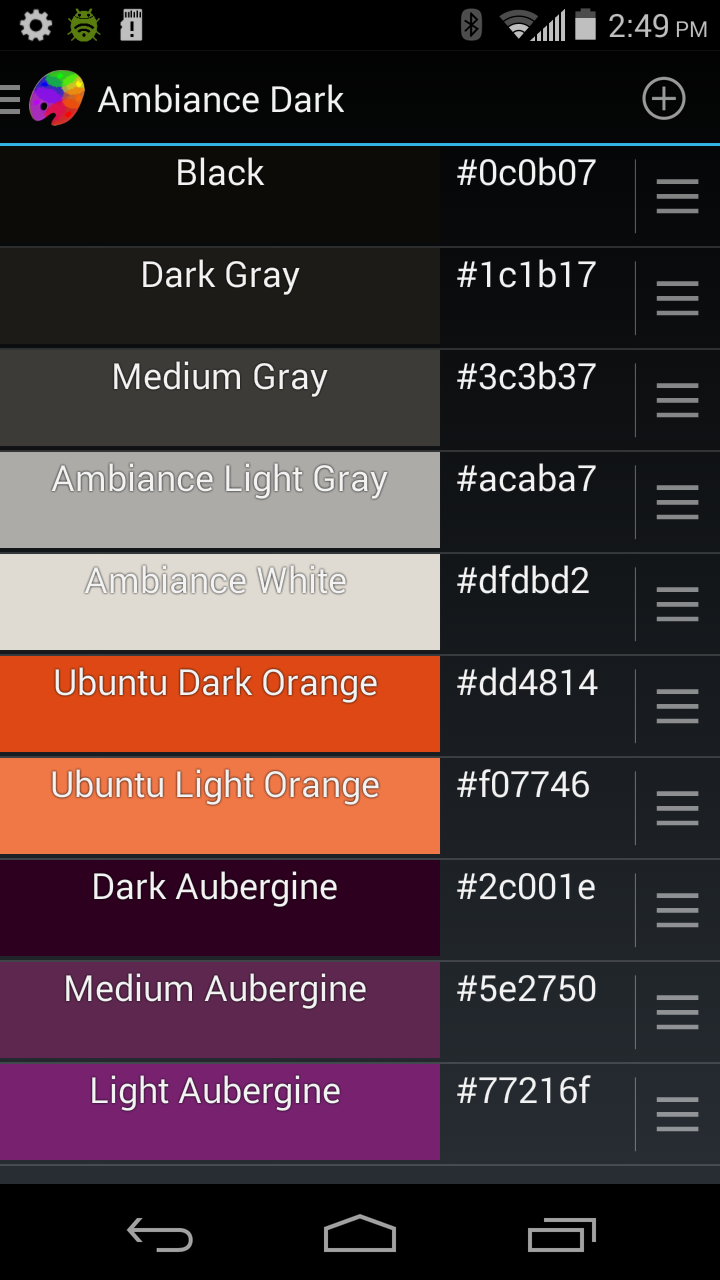 2:49 PM
Ambiance Dark
Black #0c0b07
Dark Gray #1c1b17
Medium Gray #3c3b37
Ambiance Light Gray #acaba7
Ambiance White #dfdbd2
Ubuntu Dark Orange #dd4814
Ubuntu Light Orange #f07746
Dark Aubergine #2c001e
Medium Aubergine #5e2750
Light Aubergine #77216f